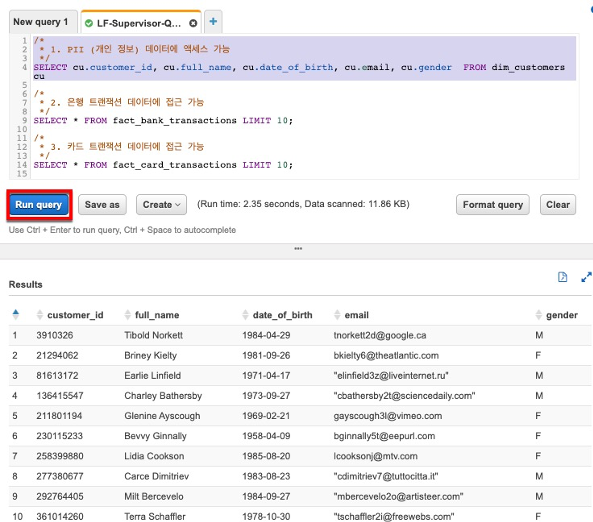 New query 1
LF-Supervisor-Q...
+
1 /*
2 * 1. PII (개인 정보) 데이터에 액세스 가능
3 */
4 SELECT cu.customer_id, cu.full_name, cu.date_of_birth, cu.email, cu.gender FROM dim_customers
cu
5
6 /*
7 * 2. 은행 트랜잭션 데이터에 접근 가능
8 */
9 SELECT * FROM fact_bank_transactions LIMIT 10;
10
11 /*
12 * 3. 카드 트랜잭션 데이터에 접근 가능
13 */
14 SELECT * FROM fact_card_transactions LIMIT 10;
15
Run query Save as Create (Run time: 2.35 seconds, Data scanned: 11.86 KB) Format query Clear
Use Ctrl + Enter to run query, Ctrl + Space to autocomplete
Results
customer_id full_name date_of_birth email gender
1 3910326 Tibold Norkett 1984-04-29 tnorkett2d@google.ca M
2 21294062 Briney Kielty 1981-09-26 bkielty6@theatlantic.com F
3 81613172 Earlie Linfield 1971-04-17 "elinfield3z@liveinternet.ru" M
4 136415547 Charley Bathersby 1973-09-27 "cbathersby2t@sciencedaily.com" M
5 211801194 Glenine Ayscough 1969-02-21 gayscough3l@vimeo.com F
6 230115233 Bevvy Ginnally 1958-04-09 bginnally5t@eepurl.com F
7 258399880 Lidia Cookson 1985-08-20 lcooksonj@mtv.com F
8 277380677 Carce Dimitriev 1983-08-23 "cdimitriev7@tuttocitta.it" M
9 292764405 Milt Bercevelo 1984-09-27 "mbercevelo2o@artisteer.com" M
10 361014260 Terra Schaffler 1978-10-30 "tschaffler2i@freewebs.com" F